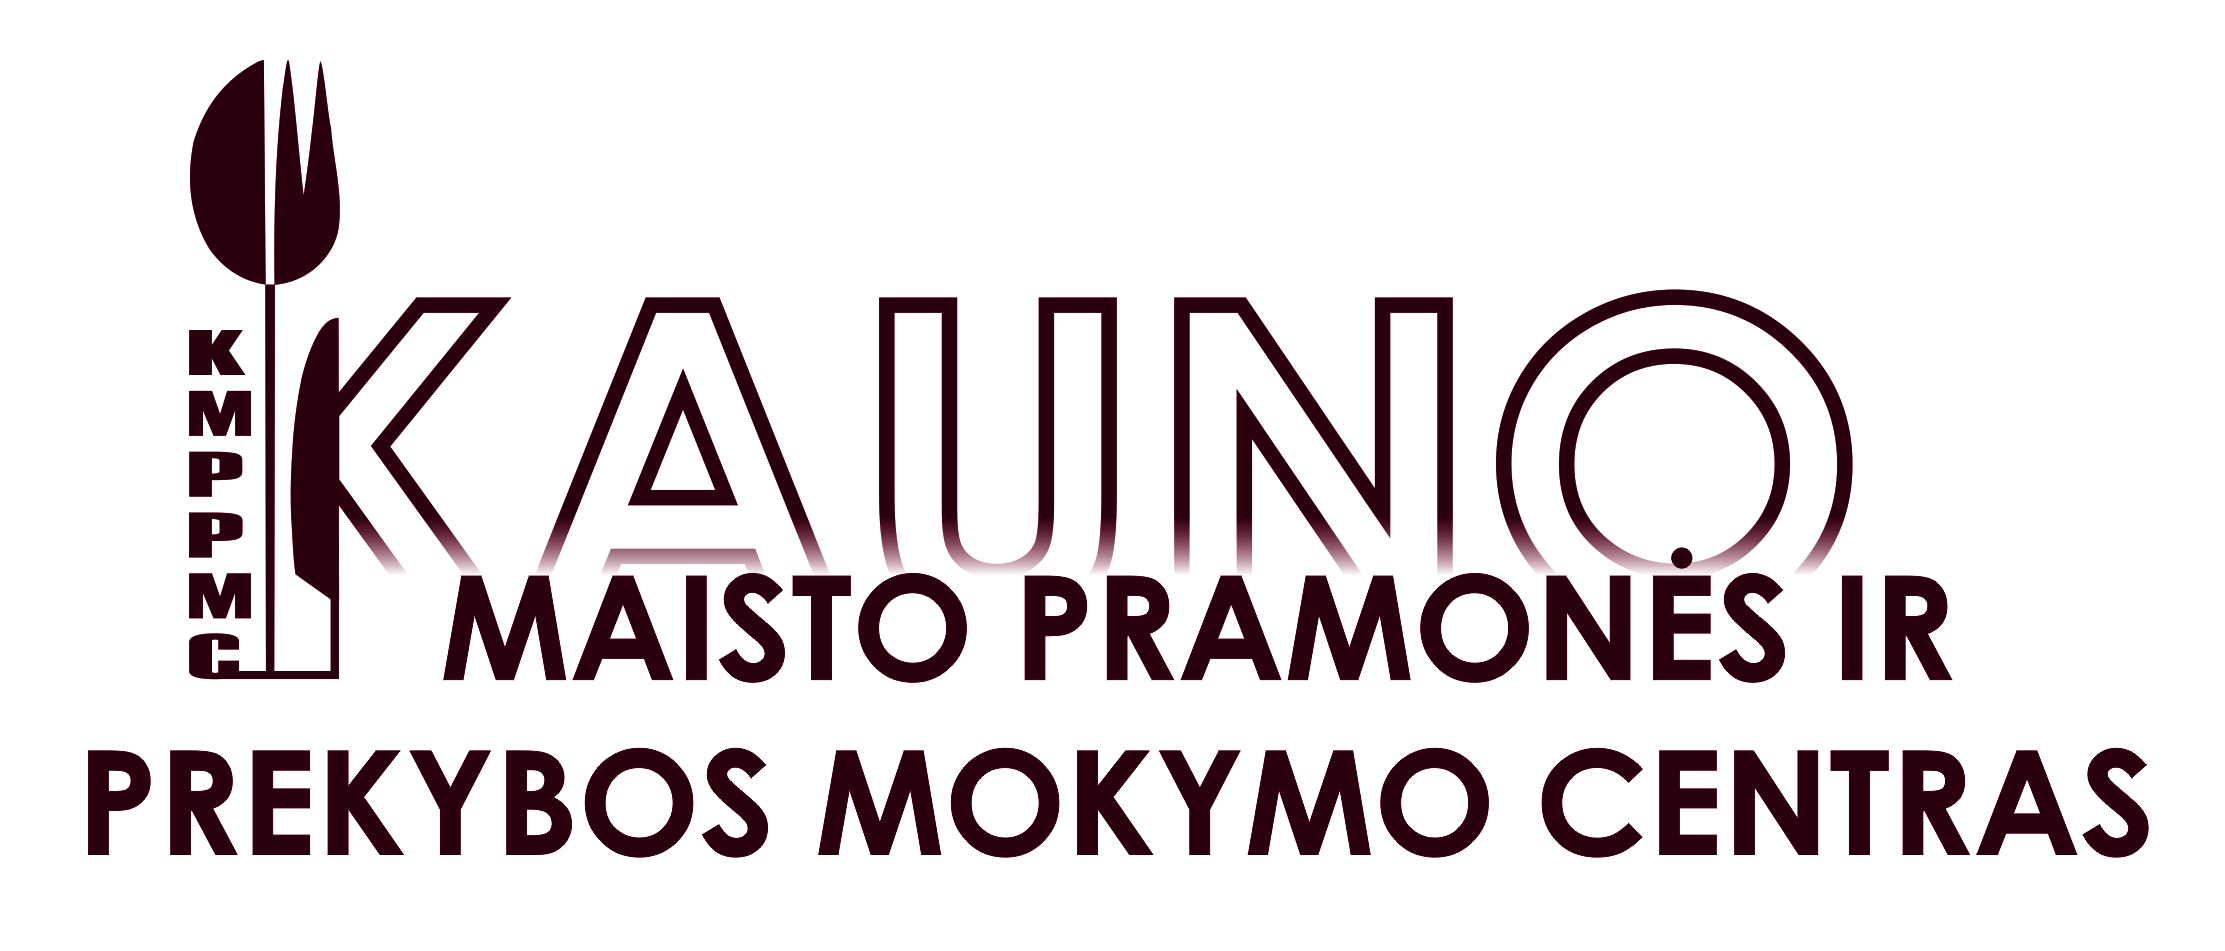 KMPPMC
KAUNO
MAISTO PRAMONĖS IR
PREKYBOS MOKYMO CENTRAS